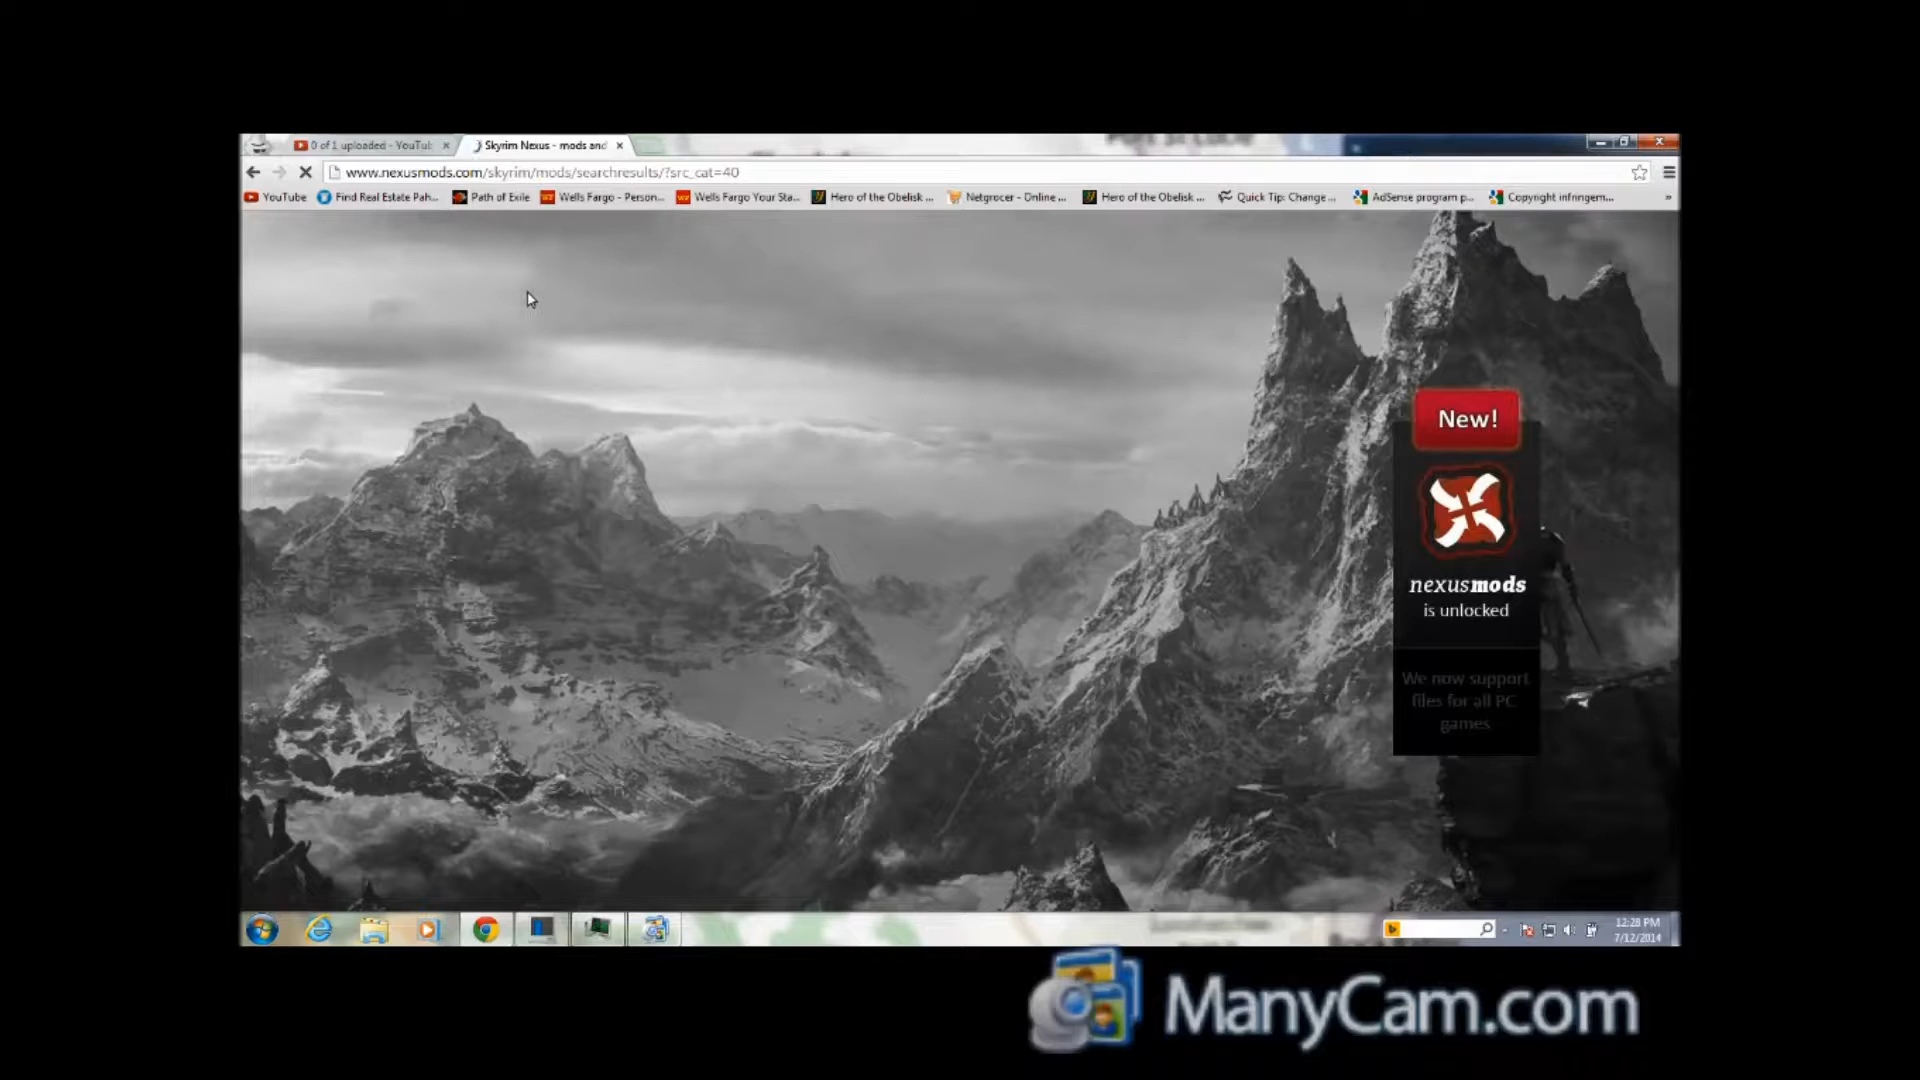 0 of 1 uploaded - YouTub
Skyrim Nexus - mods and
www.nexusmods.com/skyrim/mods/searchresults/?src_cat=40
YouTube
Find Real Estate Pah...
Path of Exile
Wells Fargo - Person...
Wells Fargo Your Sta...
Hero of the Obelisk ...
Netgrocer - Online ...
Hero of the Obelisk ...
Quick Tip: Change ...
AdSense program p...
Copyright infringem...
»
New!
nexusmods
is unlocked
We now support
files for all PC
games
12:28 PM
7/12/2014
ManyCam.com